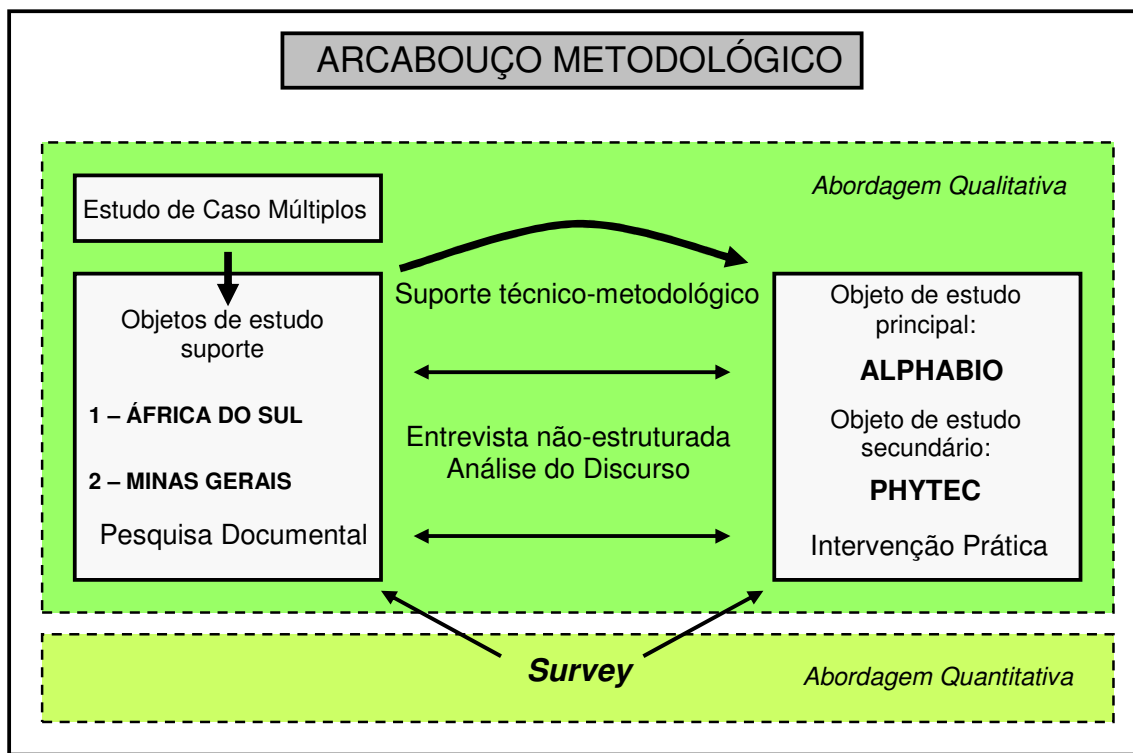 ARCABOUÇO METODOLÓGICO
Abordagem Qualitativa
Estudo de Caso Múltiplos
Objetos de estudo
suporte
1 – ÁFRICA DO SUL
2 – MINAS GERAIS
Pesquisa Documental
Suporte técnico-metodológico
Entrevista não-estruturada
Análise do Discurso
Objeto de estudo
principal:
ALPHABIO
Objeto de estudo
secundário:
PHYTEC
Intervenção Prática
Survey
Abordagem Quantitativa